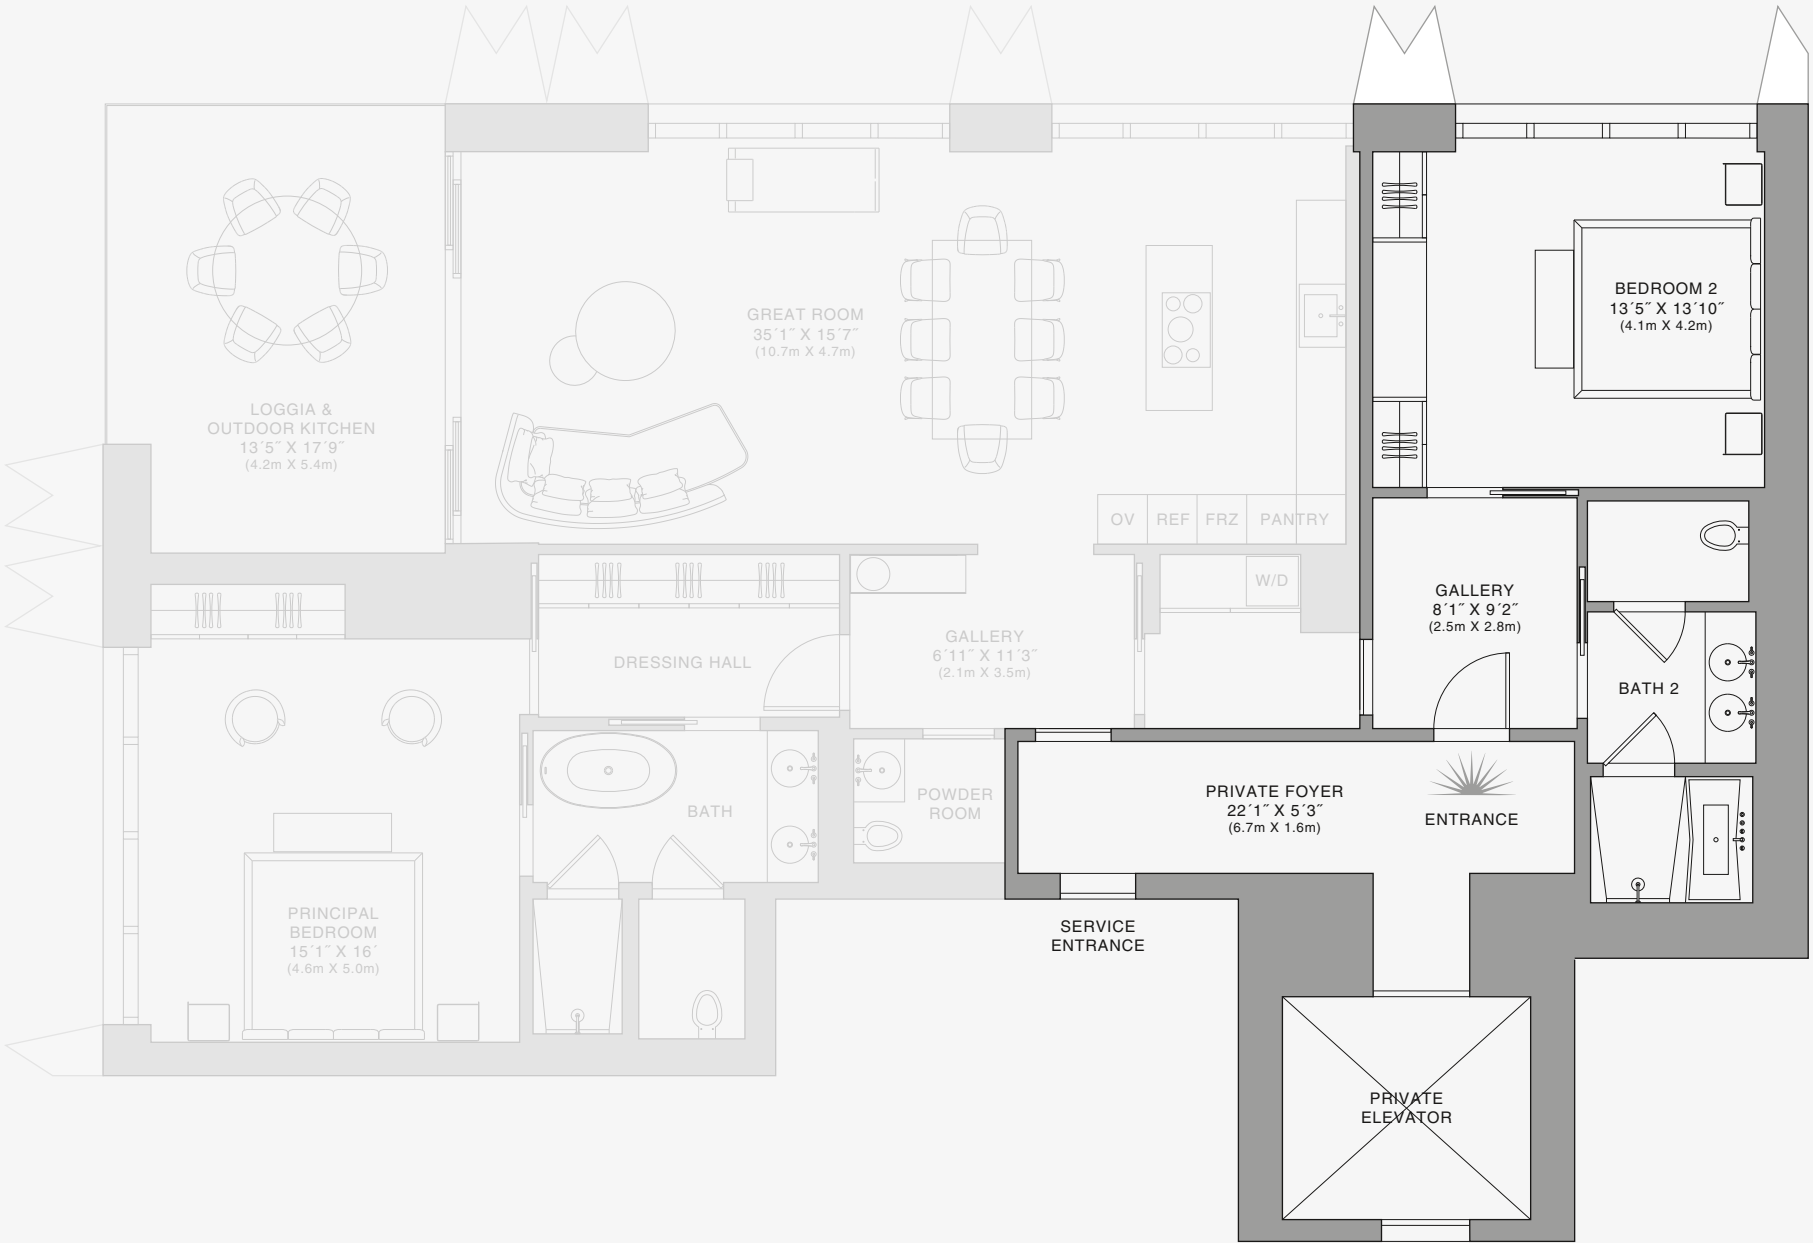 GREAT ROOM
35´1˝ X 15´7˝
(10.7m X 4.7m)
BEDROOM 2
13´5˝ X 13´10˝
(4.1m X 4.2m)
LOGGIA &
OUTDOOR KITCHEN
13´5˝ X 17´9˝
(4.2m X 5.4m)
OV
REF
FRZ
PANTRY
W/D
GALLERY
8´1˝ X 9´2˝
(2.5m X 2.8m)
DRESSING HALL
GALLERY
6´11˝ X 11´3˝
(2.1m X 3.5m)
BATH 2
BATH
POWDER
ROOM
PRIVATE FOYER
22´1˝ X 5´3˝
(6.7m X 1.6m)
ENTRANCE
PRINCIPAL
BEDROOM
15´1˝ X 16´
(4.6m X 5.0m)
SERVICE
ENTRANCE
PRIVATE
ELEVATOR